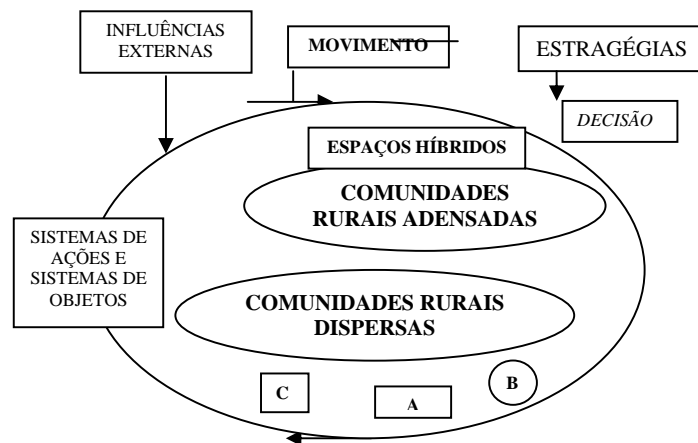 INFLUÊNCIAS
EXTERNAS
MOVIMENTO
ESTRAGÉGIAS
DECISÃO
ESPAÇOS HÍBRIDOS
COMUNIDADES
RURAIS ADENSADAS
SISTEMAS DE
AÇÕES E
SISTEMAS DE
OBJETOS
COMUNIDADES RURAIS
DISPERSAS
C
A
B